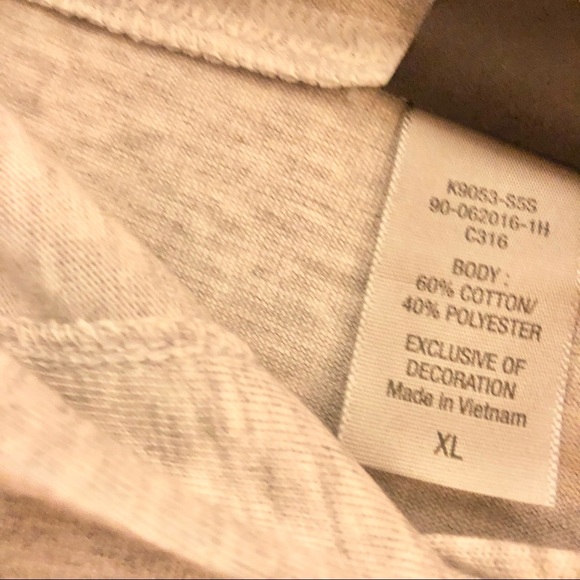 K9053-S5S
90-062016-1H
C316
BODY :
60% COTTON/
40% POLYESTER
EXCLUSIVE OF
DECORATION
Made in Vietnam
XL